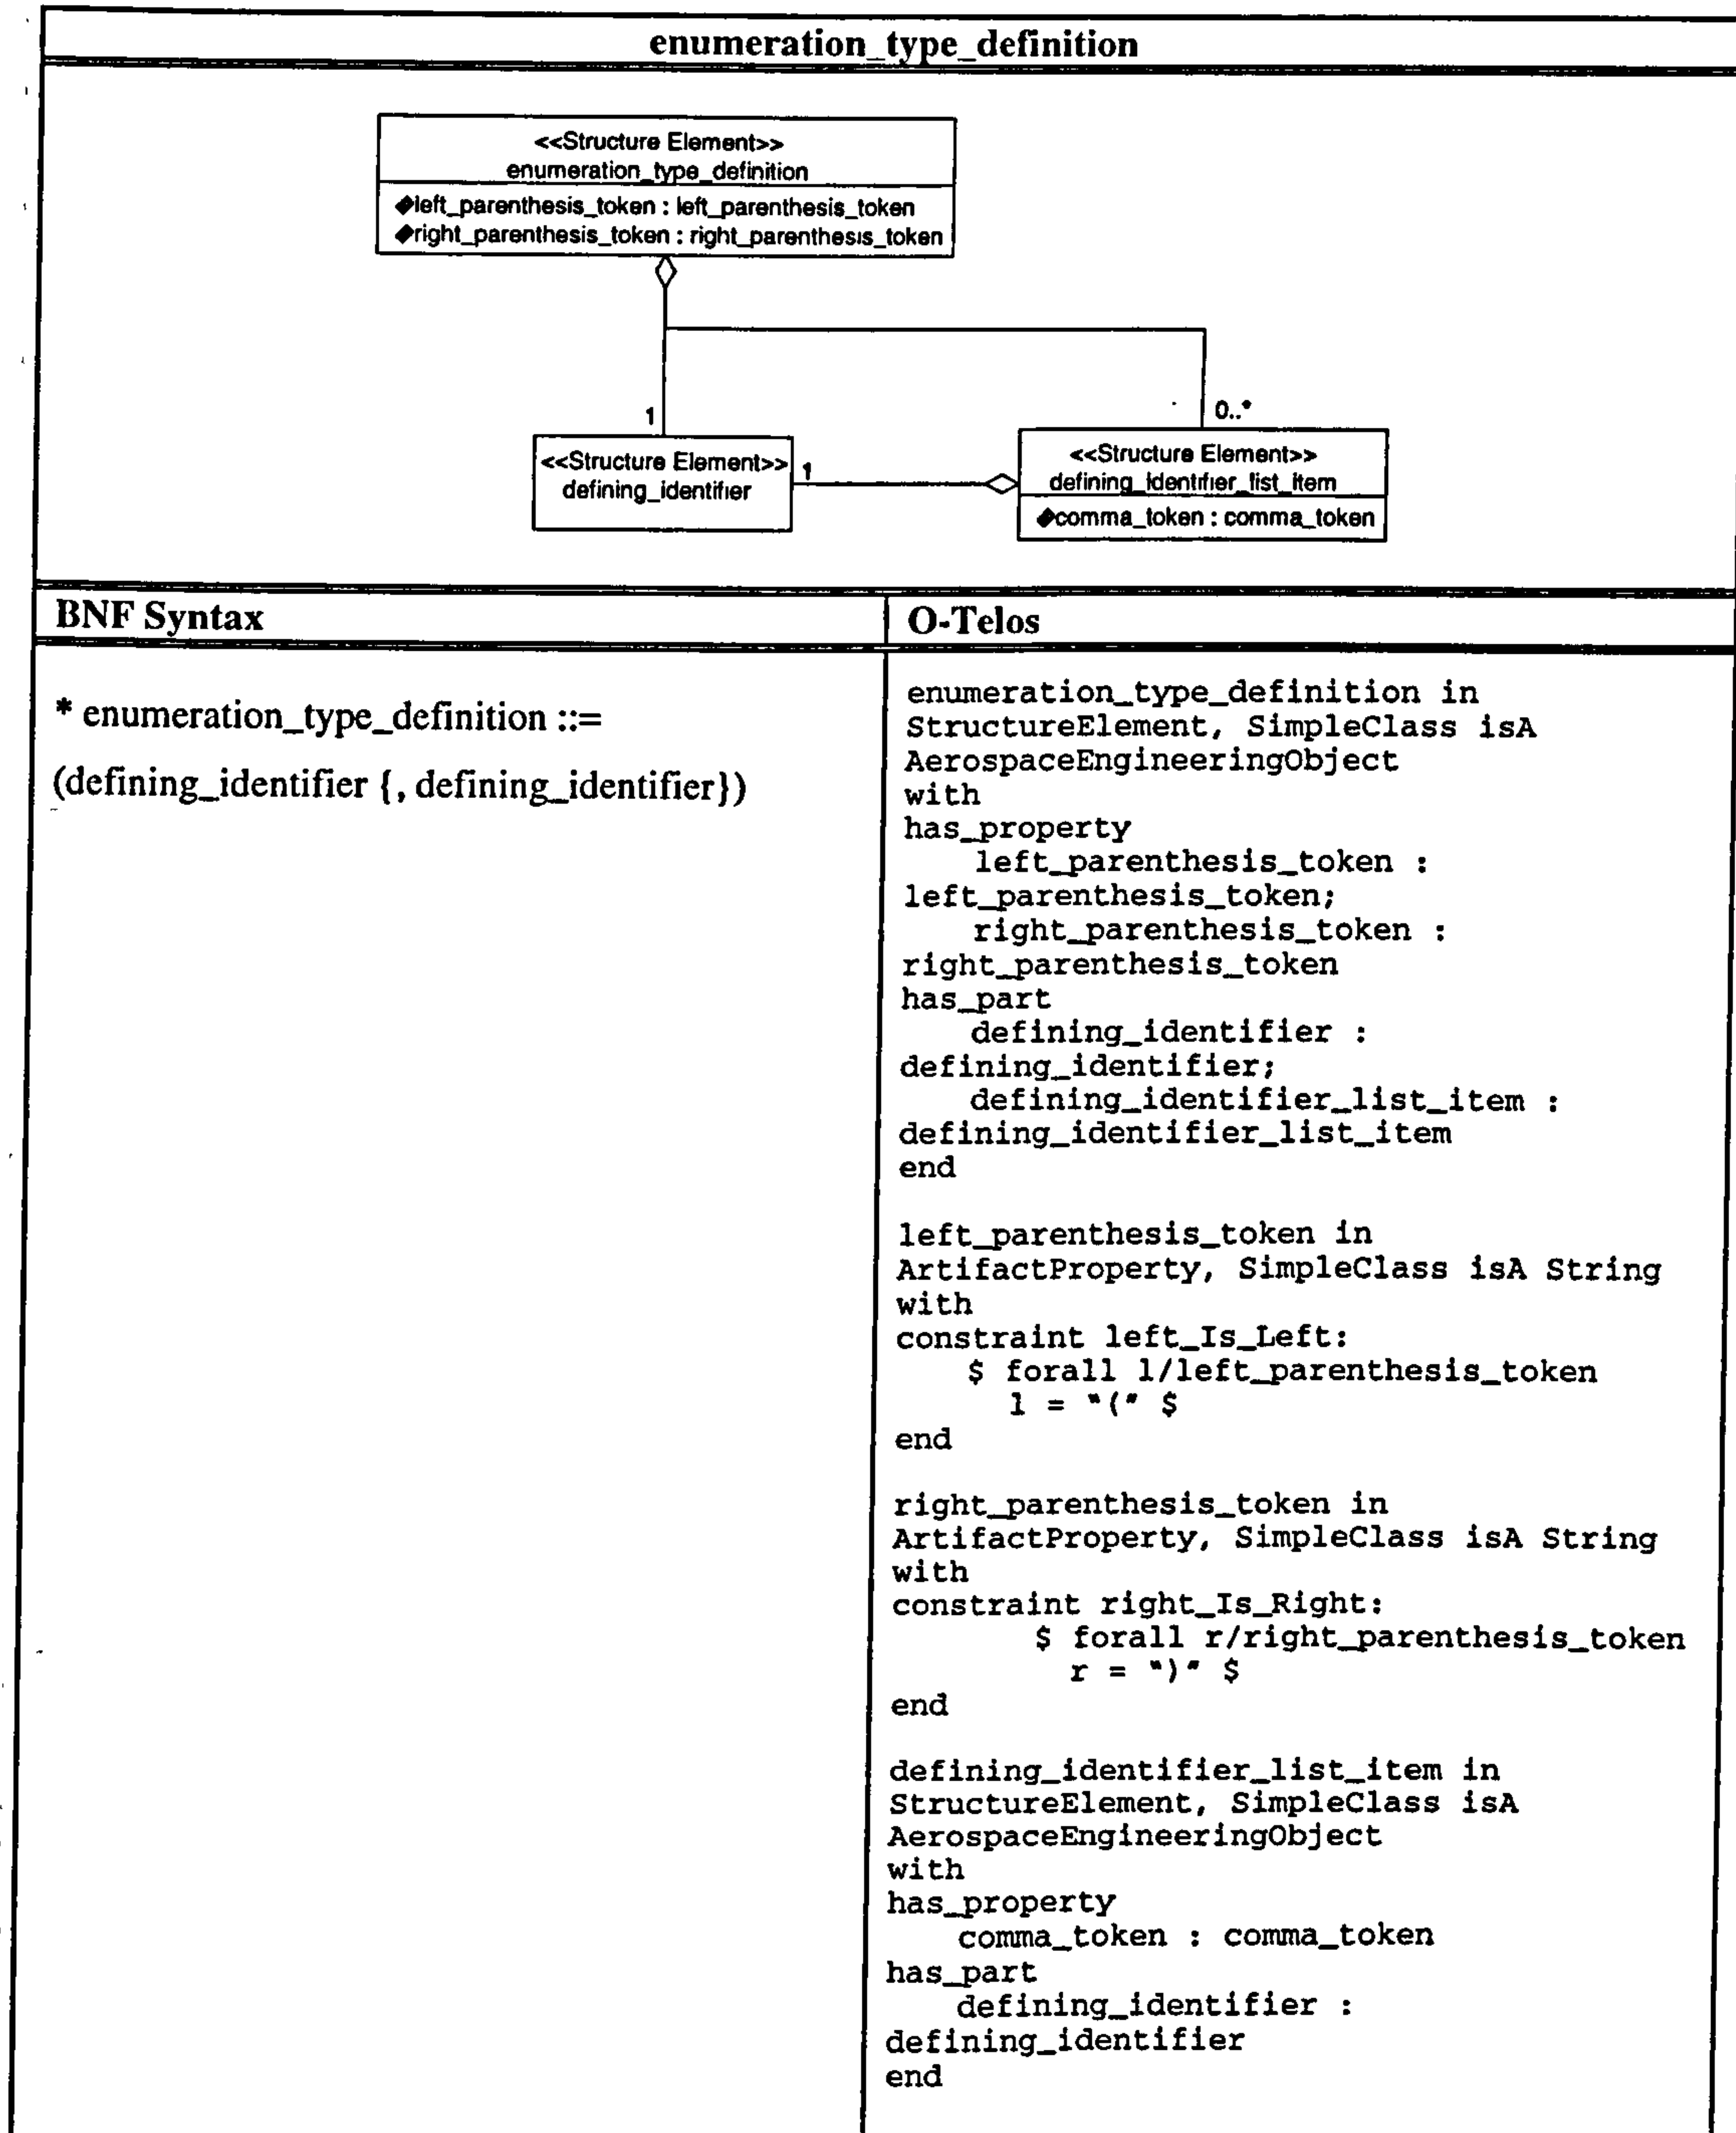 enumeration_type_definition
<<Structure Element>>
enumeration_type_definition
◆left_parenthesis_token : left_parenthesis_token
◆right_parenthesis_token : right_parenthesis_token
1
0..*
<<Structure Element>>
defining_identifier
1
<<Structure Element>>
defining_identifier_list_item
◆comma_token : comma_token
BNF Syntax
* enumeration_type_definition ::=
(defining_identifier {, defining_identifier})
O-Telos
enumeration_type_definition in
StructureElement, SimpleClass isA
AerospaceEngineeringObject
with
has_property
left_parenthesis_token :
left_parenthesis_token;
right_parenthesis_token :
right_parenthesis_token
has_part
defining_identifier :
defining_identifier;
defining_identifier_list_item :
defining_identifier_list_item
end
left_parenthesis_token in
ArtifactProperty, SimpleClass isA String
with
constraint left_Is_Left:
$ forall l/left_parenthesis_token
l = "(" $
end
right_parenthesis_token in
ArtifactProperty, SimpleClass isA String
with
constraint right_Is_Right:
$ forall r/right_parenthesis_token
r = ")" $
end
defining_identifier_list_item in
StructureElement, SimpleClass isA
AerospaceEngineeringObject
with
has_property
comma_token : comma_token
has_part
defining_identifier :
defining_identifier
end